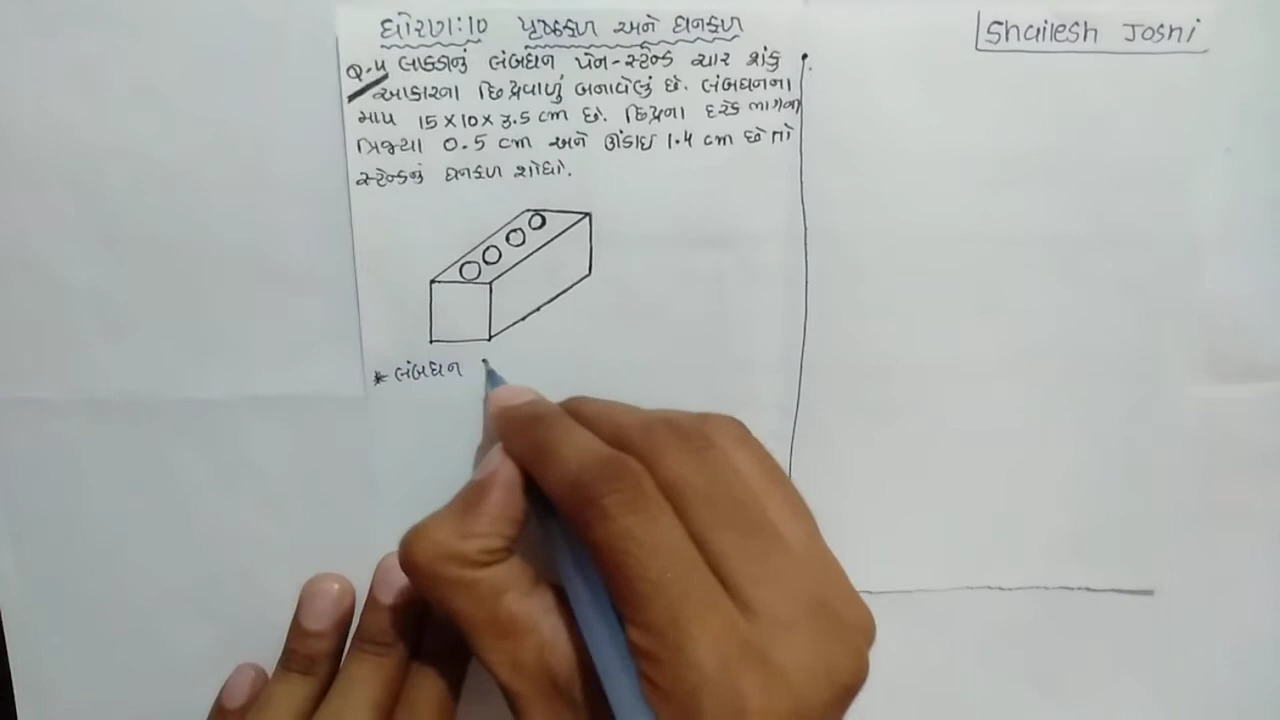 ધોરણ:10 પૃષ્ઠફળ અને ઘનફળ
Shailesh Joshi
Q-4 લાકડાનું લંબઘન પેન-સ્ટેન્ડ ચાર શંકુ
આકારના છિદ્રવાળું બનાવેલું છે. લંબઘનના
માપ 15 x 10 x 3.5 cm છે. છિદ્રના દરેક ભાગની
ત્રિજ્યા 0.5 cm અને ઊંડાઇ 1.4 cm છે તો
સ્ટેન્ડનું ઘનફળ શોધો.
* લંબઘન